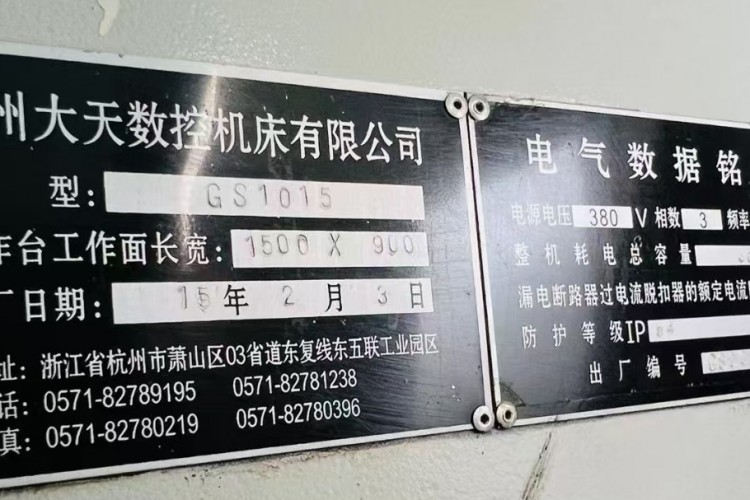 州大天数控机床有限公司
型: GS1015
作台工作面长宽: 1500 X 900
厂日期: 15 年 2 月 3 日
址: 浙江省杭州市萧山区03省道东复线东五联工业园区
话: 0571-82789195 0571-82781238
真: 0571-82780219 0571-82780396
电气数据铭
电源电压 380 V 相数 3 频率
整机耗电总容量
漏电断路器过电流脱扣器的额定电流
防护等级IP
出厂编号